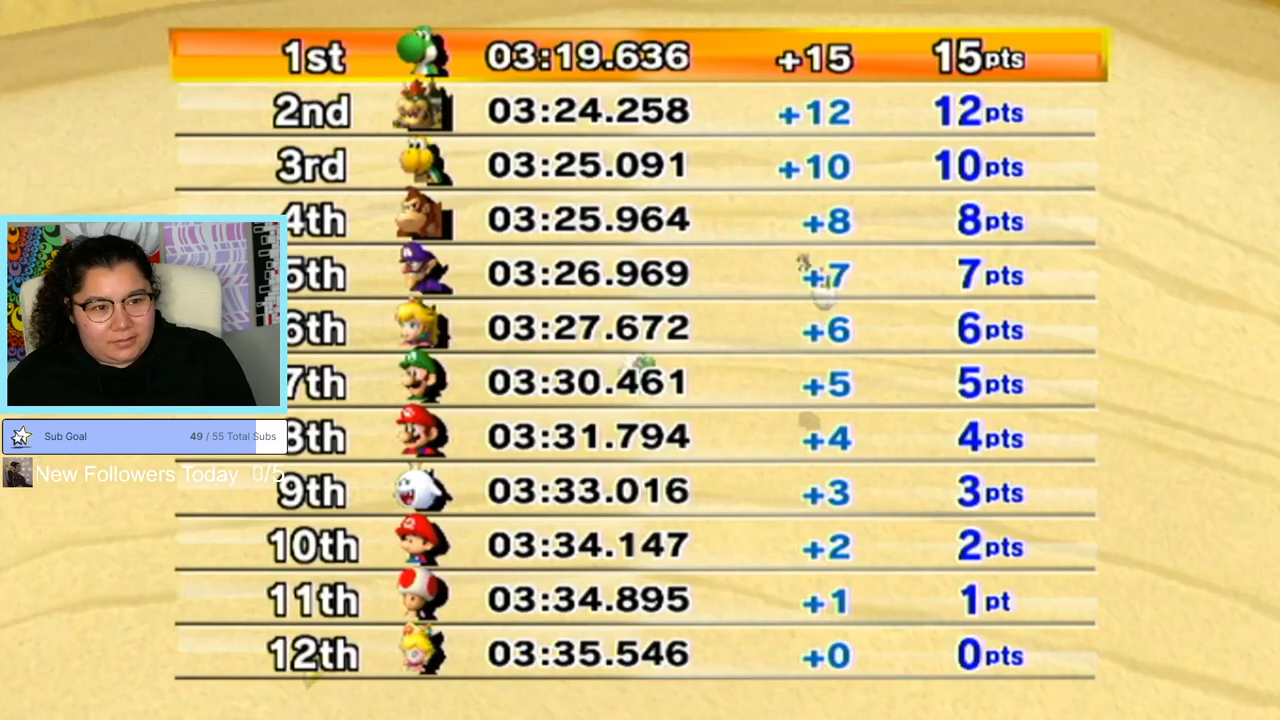 1st 03:19.636 +15 15pts
2nd 03:24.258 +12 12pts
3rd 03:25.091 +10 10pts
4th 03:25.964 +8 8pts
5th 03:26.969 +7 7pts
6th 03:27.672 +6 6pts
7th 03:30.461 +5 5pts
8th 03:31.794 +4 4pts
Sub Goal 49 / 55 Total Subs
New Followers Today 0/5
9th 03:33.016 +3 3pts
10th 03:34.147 +2 2pts
11th 03:34.895 +1 1pt
12th 03:35.546 +0 0pts